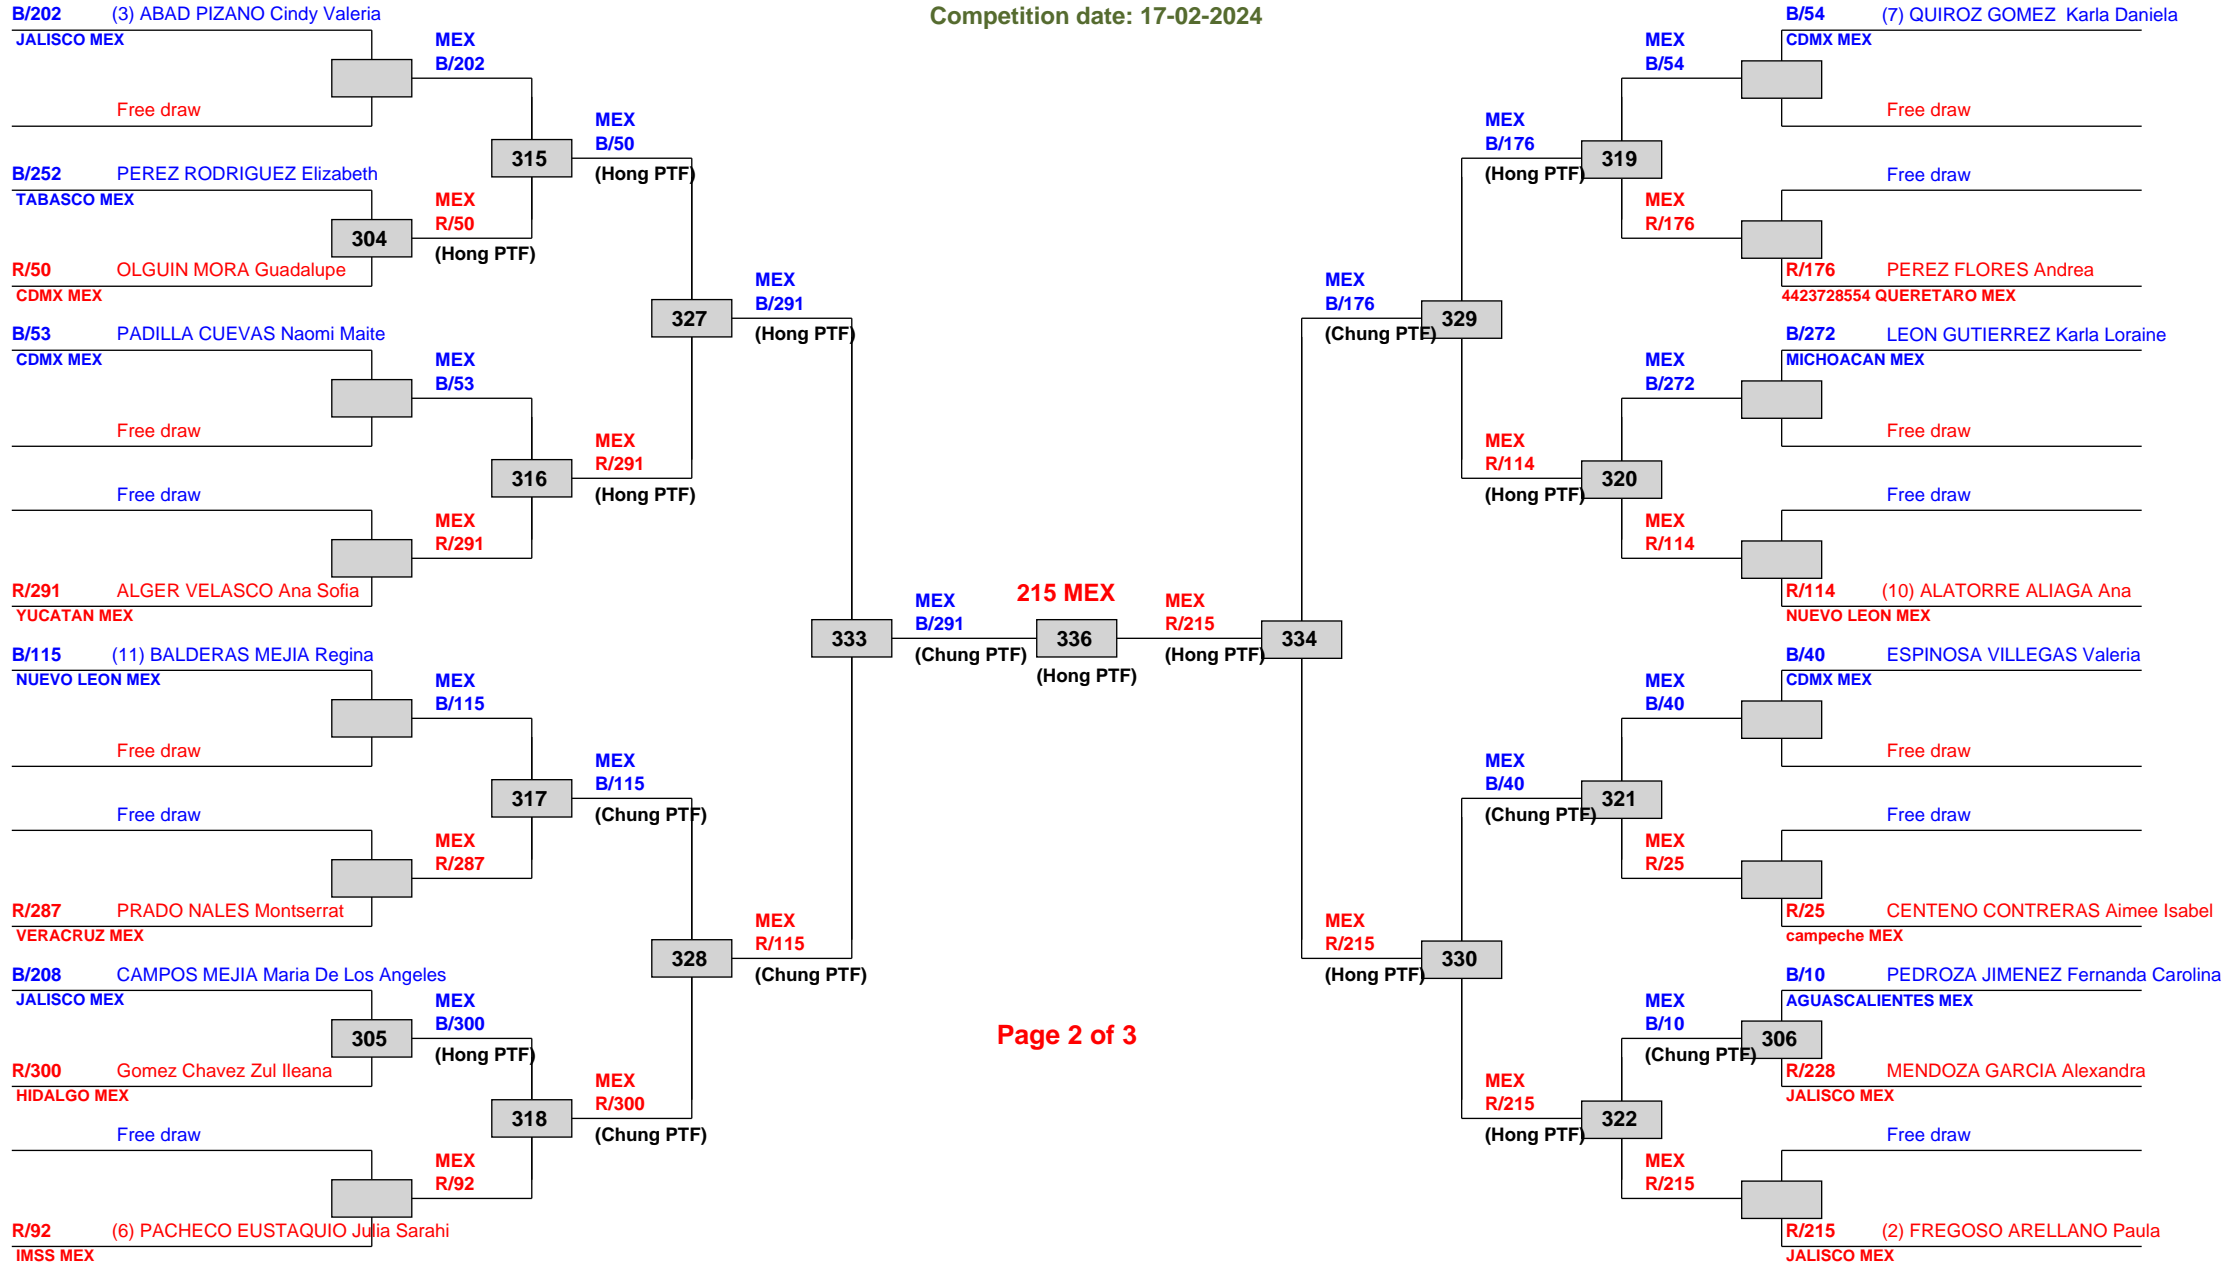 Competition date: 17-02-2024
B/202 (3) ABAD PIZANO Cindy Valeria
JALISCO MEX
Free draw
B/252 PEREZ RODRIGUEZ Elizabeth
TABASCO MEX
304
R/50 OLGUIN MORA Guadalupe
CDMX MEX
B/53 PADILLA CUEVAS Naomi Maite
CDMX MEX
Free draw
Free draw
R/291 ALGER VELASCO Ana Sofia
YUCATAN MEX
B/115 (11) BALDERAS MEJIA Regina
NUEVO LEON MEX
Free draw
Free draw
R/287 PRADO NALES Montserrat
VERACRUZ MEX
B/208 CAMPOS MEJIA Maria De Los Angeles
JALISCO MEX
305
R/300 Gomez Chavez Zul Ileana
HIDALGO MEX
Free draw
R/92 (6) PACHECO EUSTAQUIO Julia Sarahi
IMSS MEX
MEX
B/202
315
MEX
R/50
(Hong PTF)
MEX
B/53
316
MEX
R/291
MEX
B/115
317
MEX
R/287
MEX
B/300
(Hong PTF)
318
MEX
R/92
MEX
B/50
(Hong PTF)
327
MEX
R/291
(Hong PTF)
MEX
B/115
(Chung PTF)
328
MEX
R/300
(Chung PTF)
MEX
B/291
(Hong PTF)
333
MEX
R/115
(Chung PTF)
MEX
B/291
(Chung PTF)
215 MEX
336
(Hong PTF)
MEX
R/215
(Hong PTF)
334
Page 2 of 3
MEX
B/176
(Chung PTF)
329
MEX
R/215
(Hong PTF)
330
MEX
B/176
(Hong PTF)
319
MEX
R/114
(Hong PTF)
320
MEX
B/40
(Chung PTF)
321
MEX
R/215
(Hong PTF)
322
MEX
B/54
MEX
R/176
MEX
B/272
MEX
R/114
MEX
B/40
MEX
R/25
MEX
B/10
(Chung PTF)
306
MEX
R/215
B/54 (7) QUIROZ GOMEZ Karla Daniela
CDMX MEX
Free draw
Free draw
R/176 PEREZ FLORES Andrea
4423728554 QUERETARO MEX
B/272 LEON GUTIERREZ Karla Loraine
MICHOACAN MEX
Free draw
Free draw
R/114 (10) ALATORRE ALIAGA Ana
NUEVO LEON MEX
B/40 ESPINOSA VILLEGAS Valeria
CDMX MEX
Free draw
Free draw
R/25 CENTENO CONTRERAS Aimee Isabel
campeche MEX
B/10 PEDROZA JIMENEZ Fernanda Carolina
AGUASCALIENTES MEX
R/228 MENDOZA GARCIA Alexandra
JALISCO MEX
Free draw
R/215 (2) FREGOSO ARELLANO Paula
JALISCO MEX